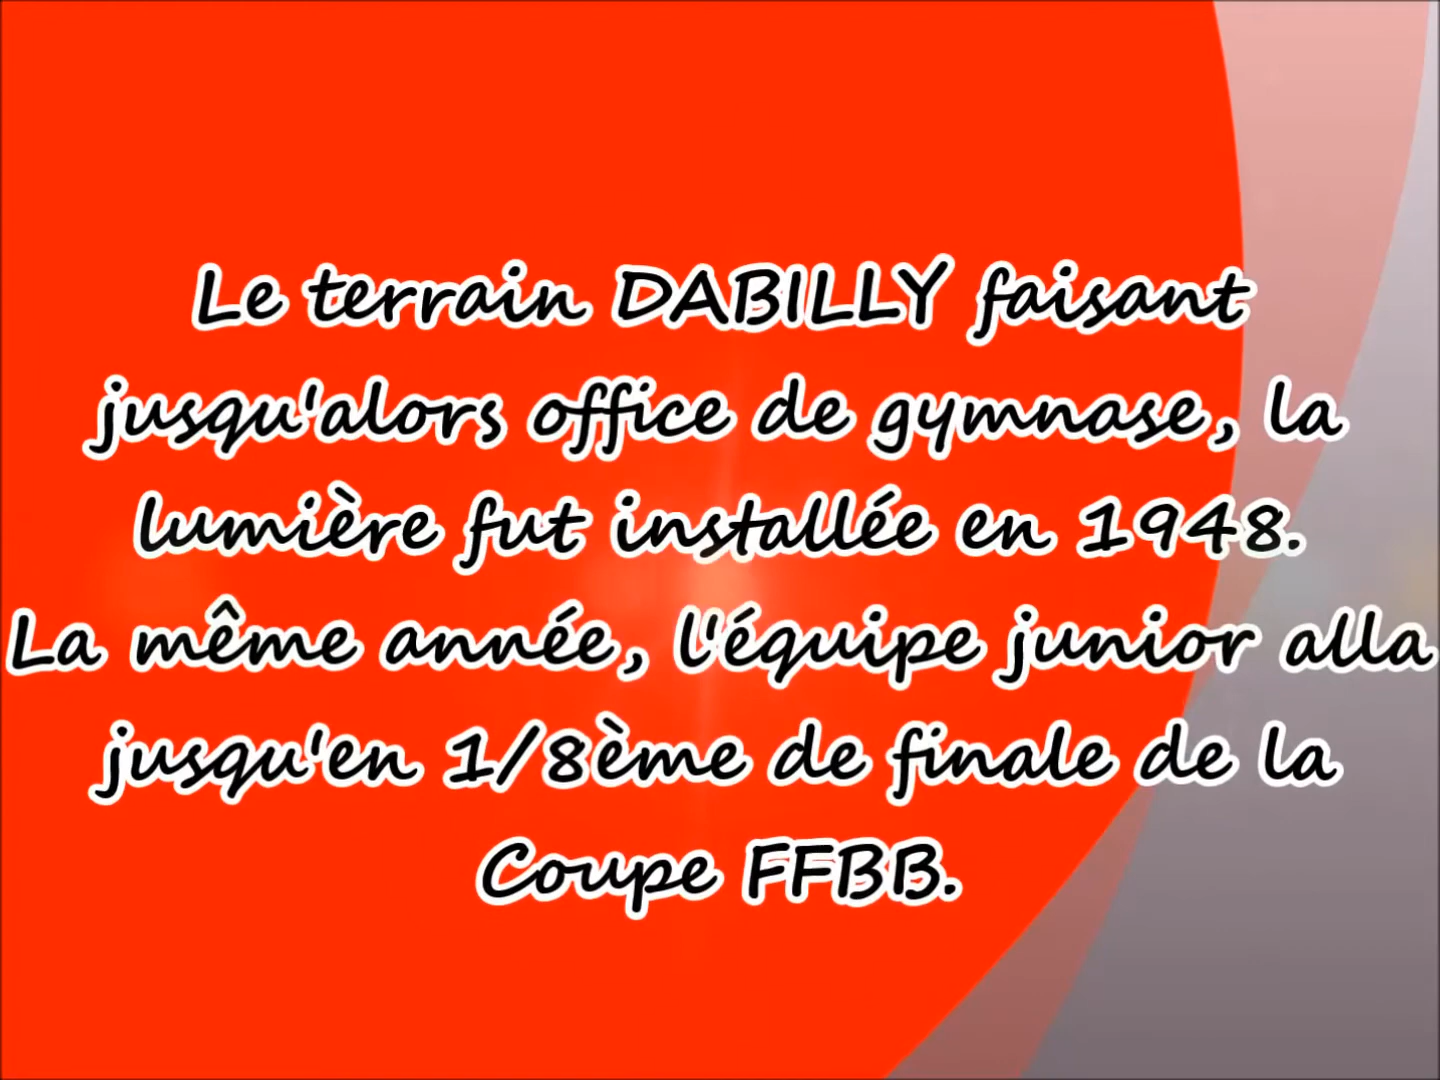 Le terrain DABILLY faisant
jusqu'alors office de gymnase, la
lumière fut installée en 1948.
La même année, l'équipe junior alla
jusqu'en 1/8ème de finale de la
Coupe FFBB.